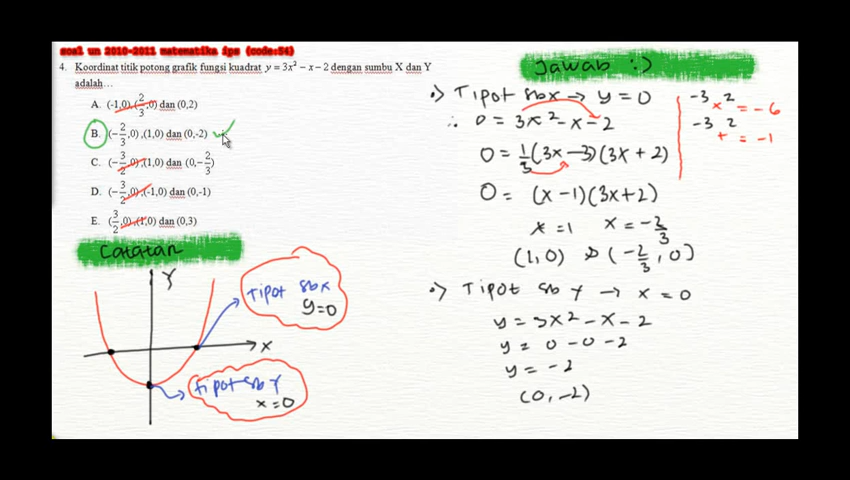 soal un 2010-2011 matematika ips (code:54)
4. Koordinat titik potong grafik fungsi kuadrat y = 3x² − x − 2 dengan sumbu X dan Y
adalah…
A. (-1,0),(2/3,0) dan (0,2)
B. (−2/3,0),(1,0) dan (0,-2)
C. (−3/2,0),(1,0) dan (0,−2/3)
D. (−3/2,0),(-1,0) dan (0,-1)
E. (3/2,0),(1,0) dan (0,3)
Catatan
Y
X
Tipot sbx
y=0
tipot sb Y
x=0
Jawab :)
Tipot sbx → y = 0
∴ 0 = 3x² − x − 2
0 = 1/3 (3x − 3)(3x + 2)
0 = (x − 1)(3x + 2)
x = 1 x = −2/3
(1,0) & (−2/3, 0)
Tipot sb Y → x = 0
y = 3x² − x − 2
y = 0 − 0 − 2
y = −2
(0, −2)
−3 2
x = −6
−3 2
+ = −1